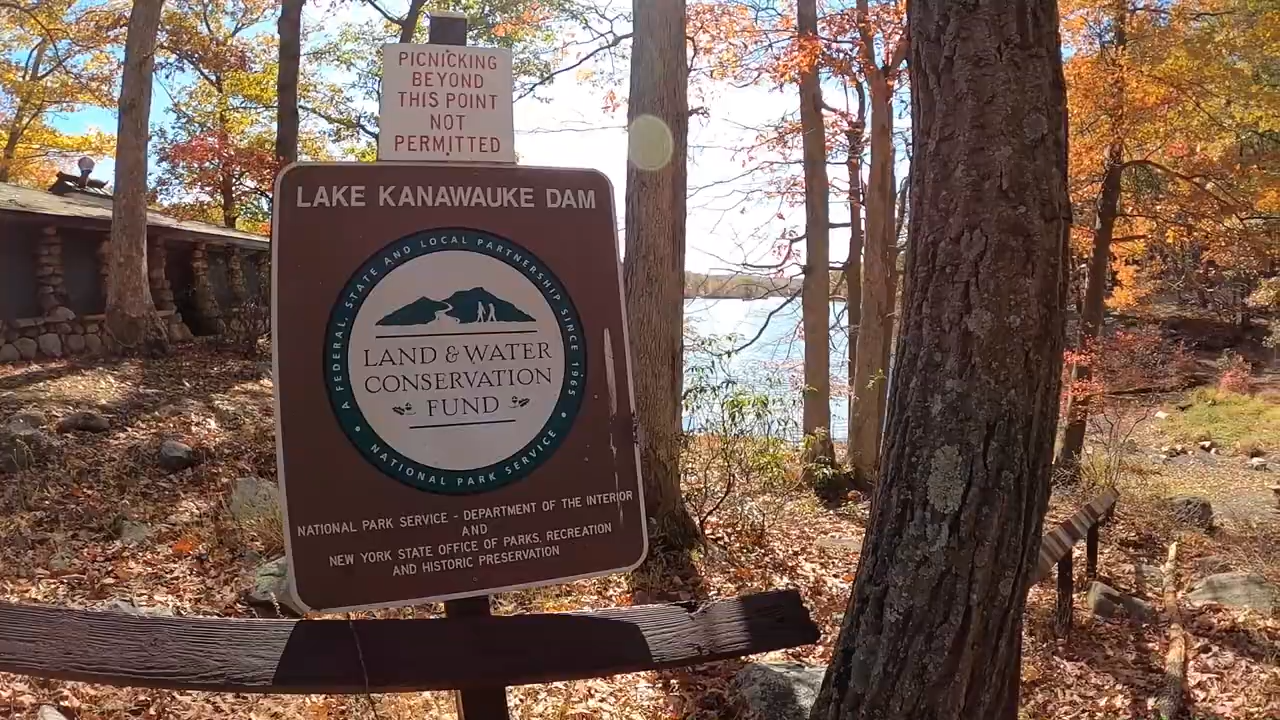 PICNICKING
BEYOND
THIS POINT
NOT
PERMITTED
LAKE KANAWAUKE DAM
A FEDERAL, STATE AND LOCAL PARTNERSHIP SINCE 1965
LAND & WATER
CONSERVATION
FUND
NATIONAL PARK SERVICE
NATIONAL PARK SERVICE - DEPARTMENT OF THE INTERIOR
AND
NEW YORK STATE OFFICE OF PARKS, RECREATION
AND HISTORIC PRESERVATION